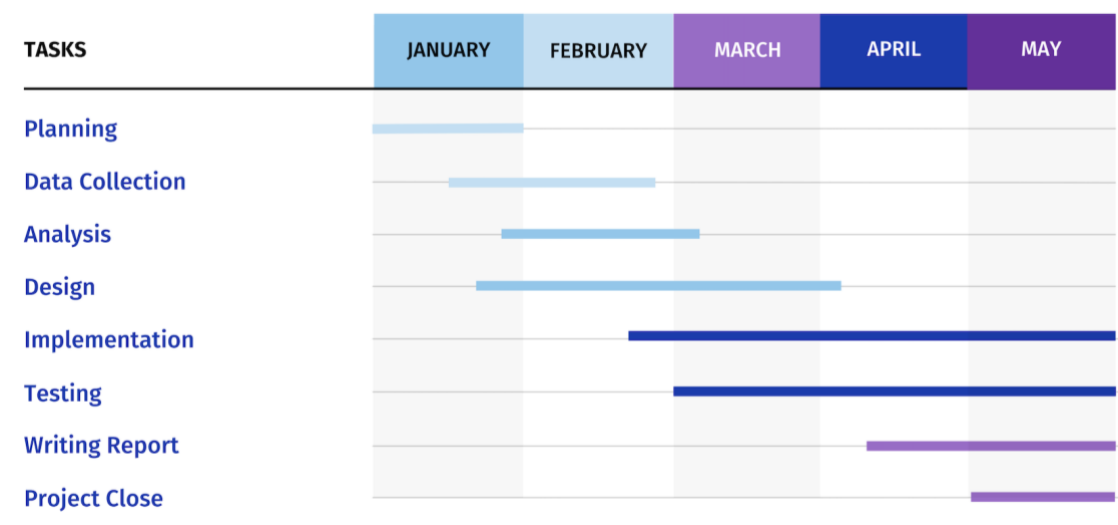 TASKS JANUARY FEBRUARY MARCH APRIL MAY
Planning
Data Collection
Analysis
Design
Implementation
Testing
Writing Report
Project Close